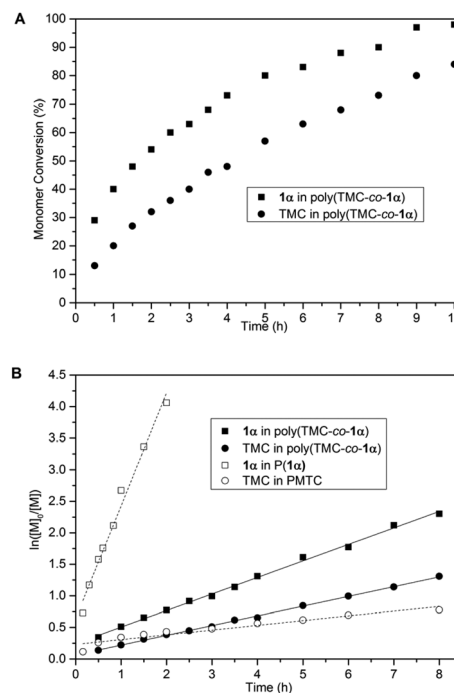 A
100
90
80
70
60
50
40
30
20
10
0
Monomer Conversion (%)
1α in poly(TMC-co-1α)
TMC in poly(TMC-co-1α)
0 1 2 3 4 5 6 7 8 9 10
Time (h)
B
4.5
4.0
3.5
3.0
2.5
2.0
1.5
1.0
0.5
0.0
ln([M]0/[M])
1α in poly(TMC-co-1α)
TMC in poly(TMC-co-1α)
1α in P(1α)
TMC in PMTC
0 1 2 3 4 5 6 7 8
Time (h)